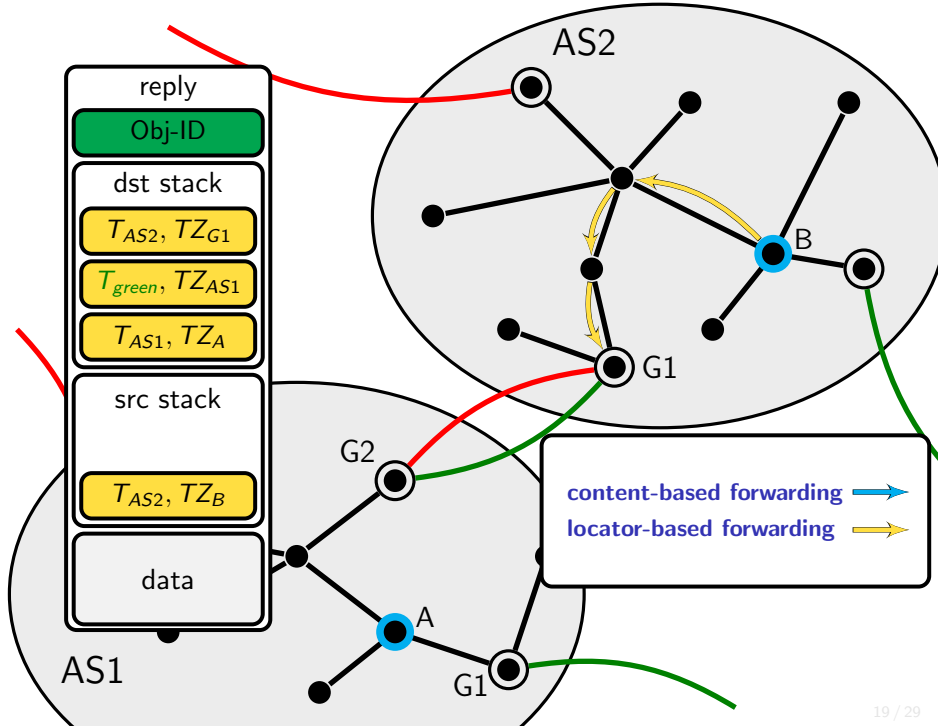 AS2
reply
Obj-ID
dst stack
T_AS2, TZ_G1
T_green, TZ_AS1
T_AS1, TZ_A
src stack
T_AS2, TZ_B
data
B
G1
G2
content-based forwarding
locator-based forwarding
A
AS1
G1
19 / 29